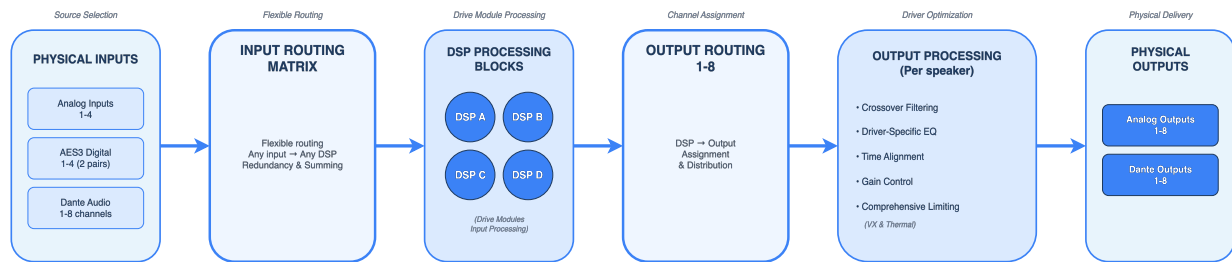 Source Selection
PHYSICAL INPUTS
Analog Inputs
1-4
AES3 Digital
1-4 (2 pairs)
Dante Audio
1-8 channels
Flexible Routing
INPUT ROUTING
MATRIX
Flexible routing
Any input → Any DSP
Redundancy & Summing
Drive Module Processing
DSP PROCESSING
BLOCKS
DSP A
DSP B
DSP C
DSP D
(Drive Modules
Input Processing)
Channel Assignment
OUTPUT ROUTING
1-8
DSP → Output
Assignment
& Distribution
Driver Optimization
OUTPUT PROCESSING
(Per speaker)
• Crossover Filtering
• Driver-Specific EQ
• Time Alignment
• Gain Control
• Comprehensive Limiting
(VX & Thermal)
Physical Delivery
PHYSICAL
OUTPUTS
Analog Outputs
1-8
Dante Outputs
1-8